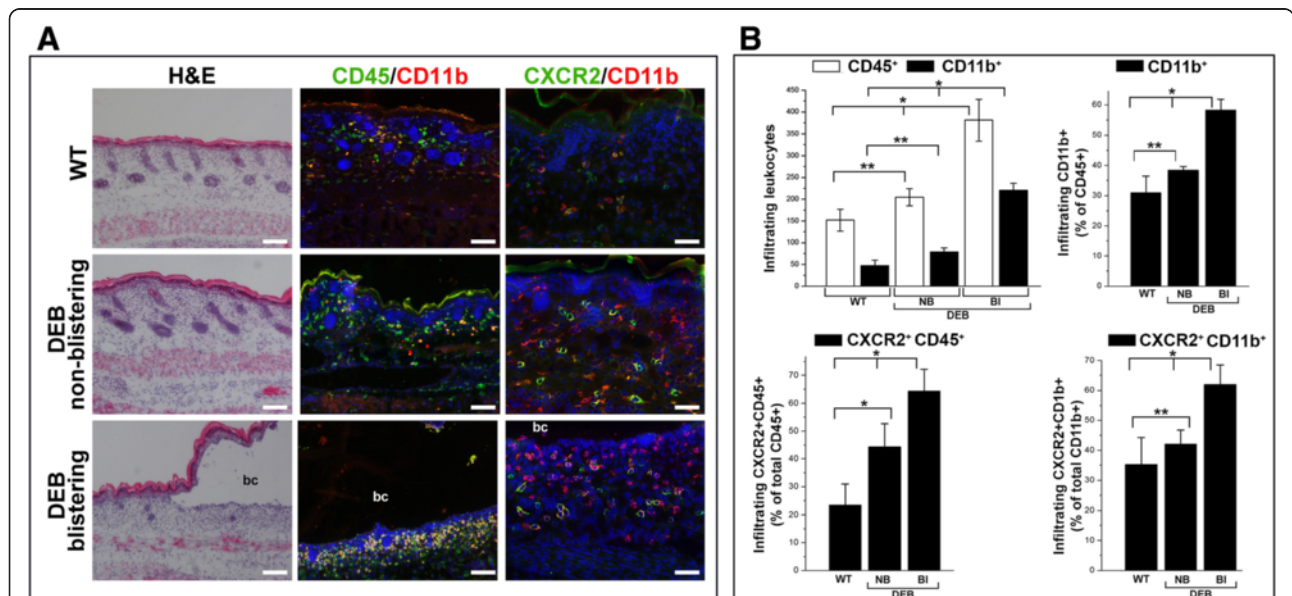 A
H&E
CD45/CD11b
CXCR2/CD11b
WT
DEB
non-blistering
DEB
blistering
bc
bc
bc
B
CD45+ CD11b+
Infiltrating leukocytes
450
400
350
300
250
200
150
100
50
0
*
*
**
**
WT
NB
BI
DEB
CD11b+
Infiltrating CD11b+
(% of CD45+)
60
50
40
30
20
10
0
*
**
WT
NB
BI
DEB
CXCR2+ CD45+
Infiltrating CXCR2+CD45+
(% of total CD45+)
70
60
50
40
30
20
10
0
*
*
WT
NB
BI
DEB
CXCR2+ CD11b+
Infiltrating CXCR2+CD1b+
(% of total CD11b+)
70
60
50
40
30
20
10
0
*
**
WT
NB
BI
DEB